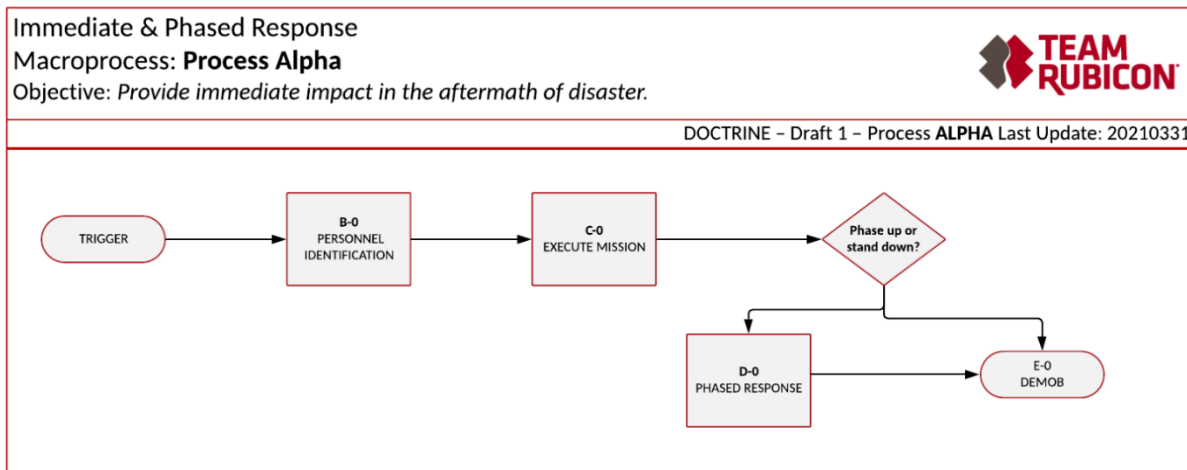 Immediate & Phased Response
Macroprocess: Process Alpha
Objective: Provide immediate impact in the aftermath of disaster.
TEAM
RUBICON
DOCTRINE – Draft 1 – Process ALPHA Last Update: 20210331
TRIGGER
B-0
PERSONNEL
IDENTIFICATION
C-0
EXECUTE MISSION
Phase up or
stand down?
D-0
PHASED RESPONSE
E-0
DEMOB